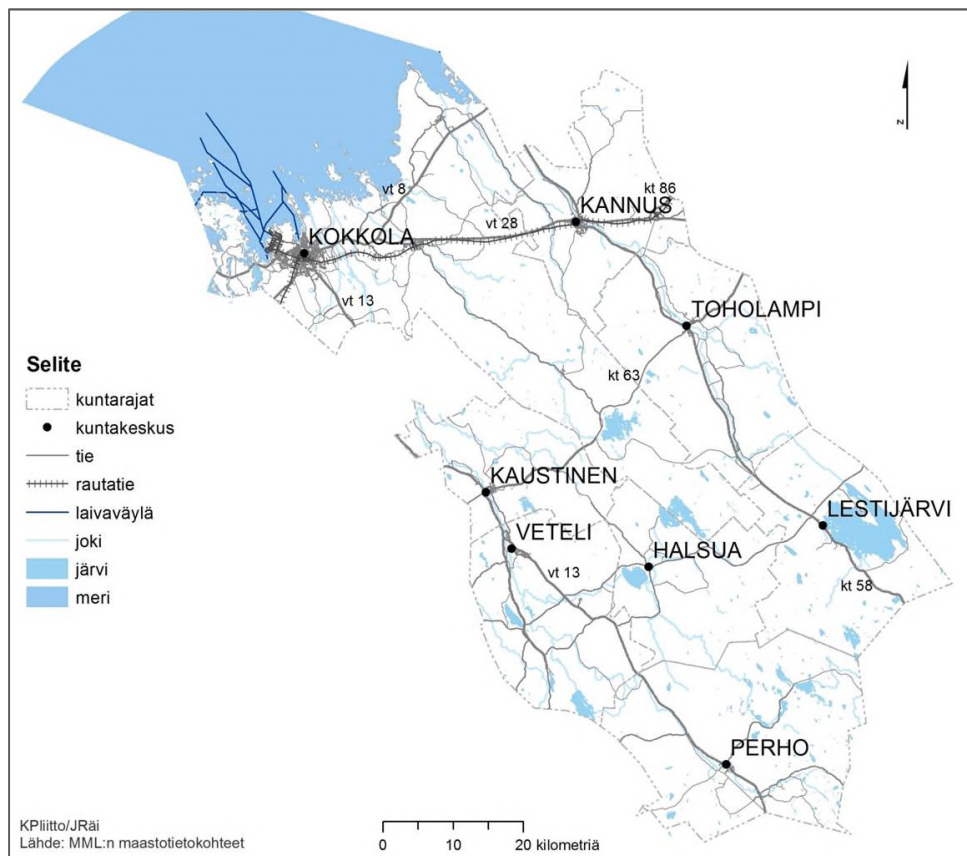 z
vt 8
kt 86
KANNUS
vt 28
KOKKOLA
vt 13
TOHOLAMPI
kt 63
Selite
kuntarajat
kuntakeskus
tie
rautatie
laivaväylä
joki
järvi
meri
KAUSTINEN
LESTIJÄRVI
VETELI
HALSUA
vt 13
kt 58
PERHO
KPliitto/JRäi
Lähde: MML:n maastotietokohteet
0 10 20 kilometriä